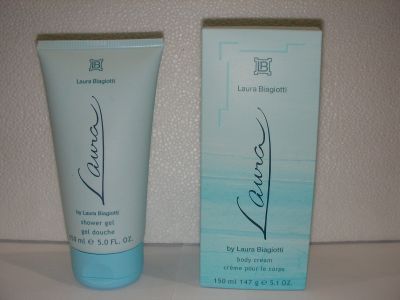 Laura Biagiotti
Laura
by Laura Biagiotti
shower gel
gel douche
150 ml e 5.0 FL. OZ.
Laura Biagiotti
Laura
by Laura Biagiotti
body cream
crème pour le corps
150 ml 147 g e 5.1 OZ.